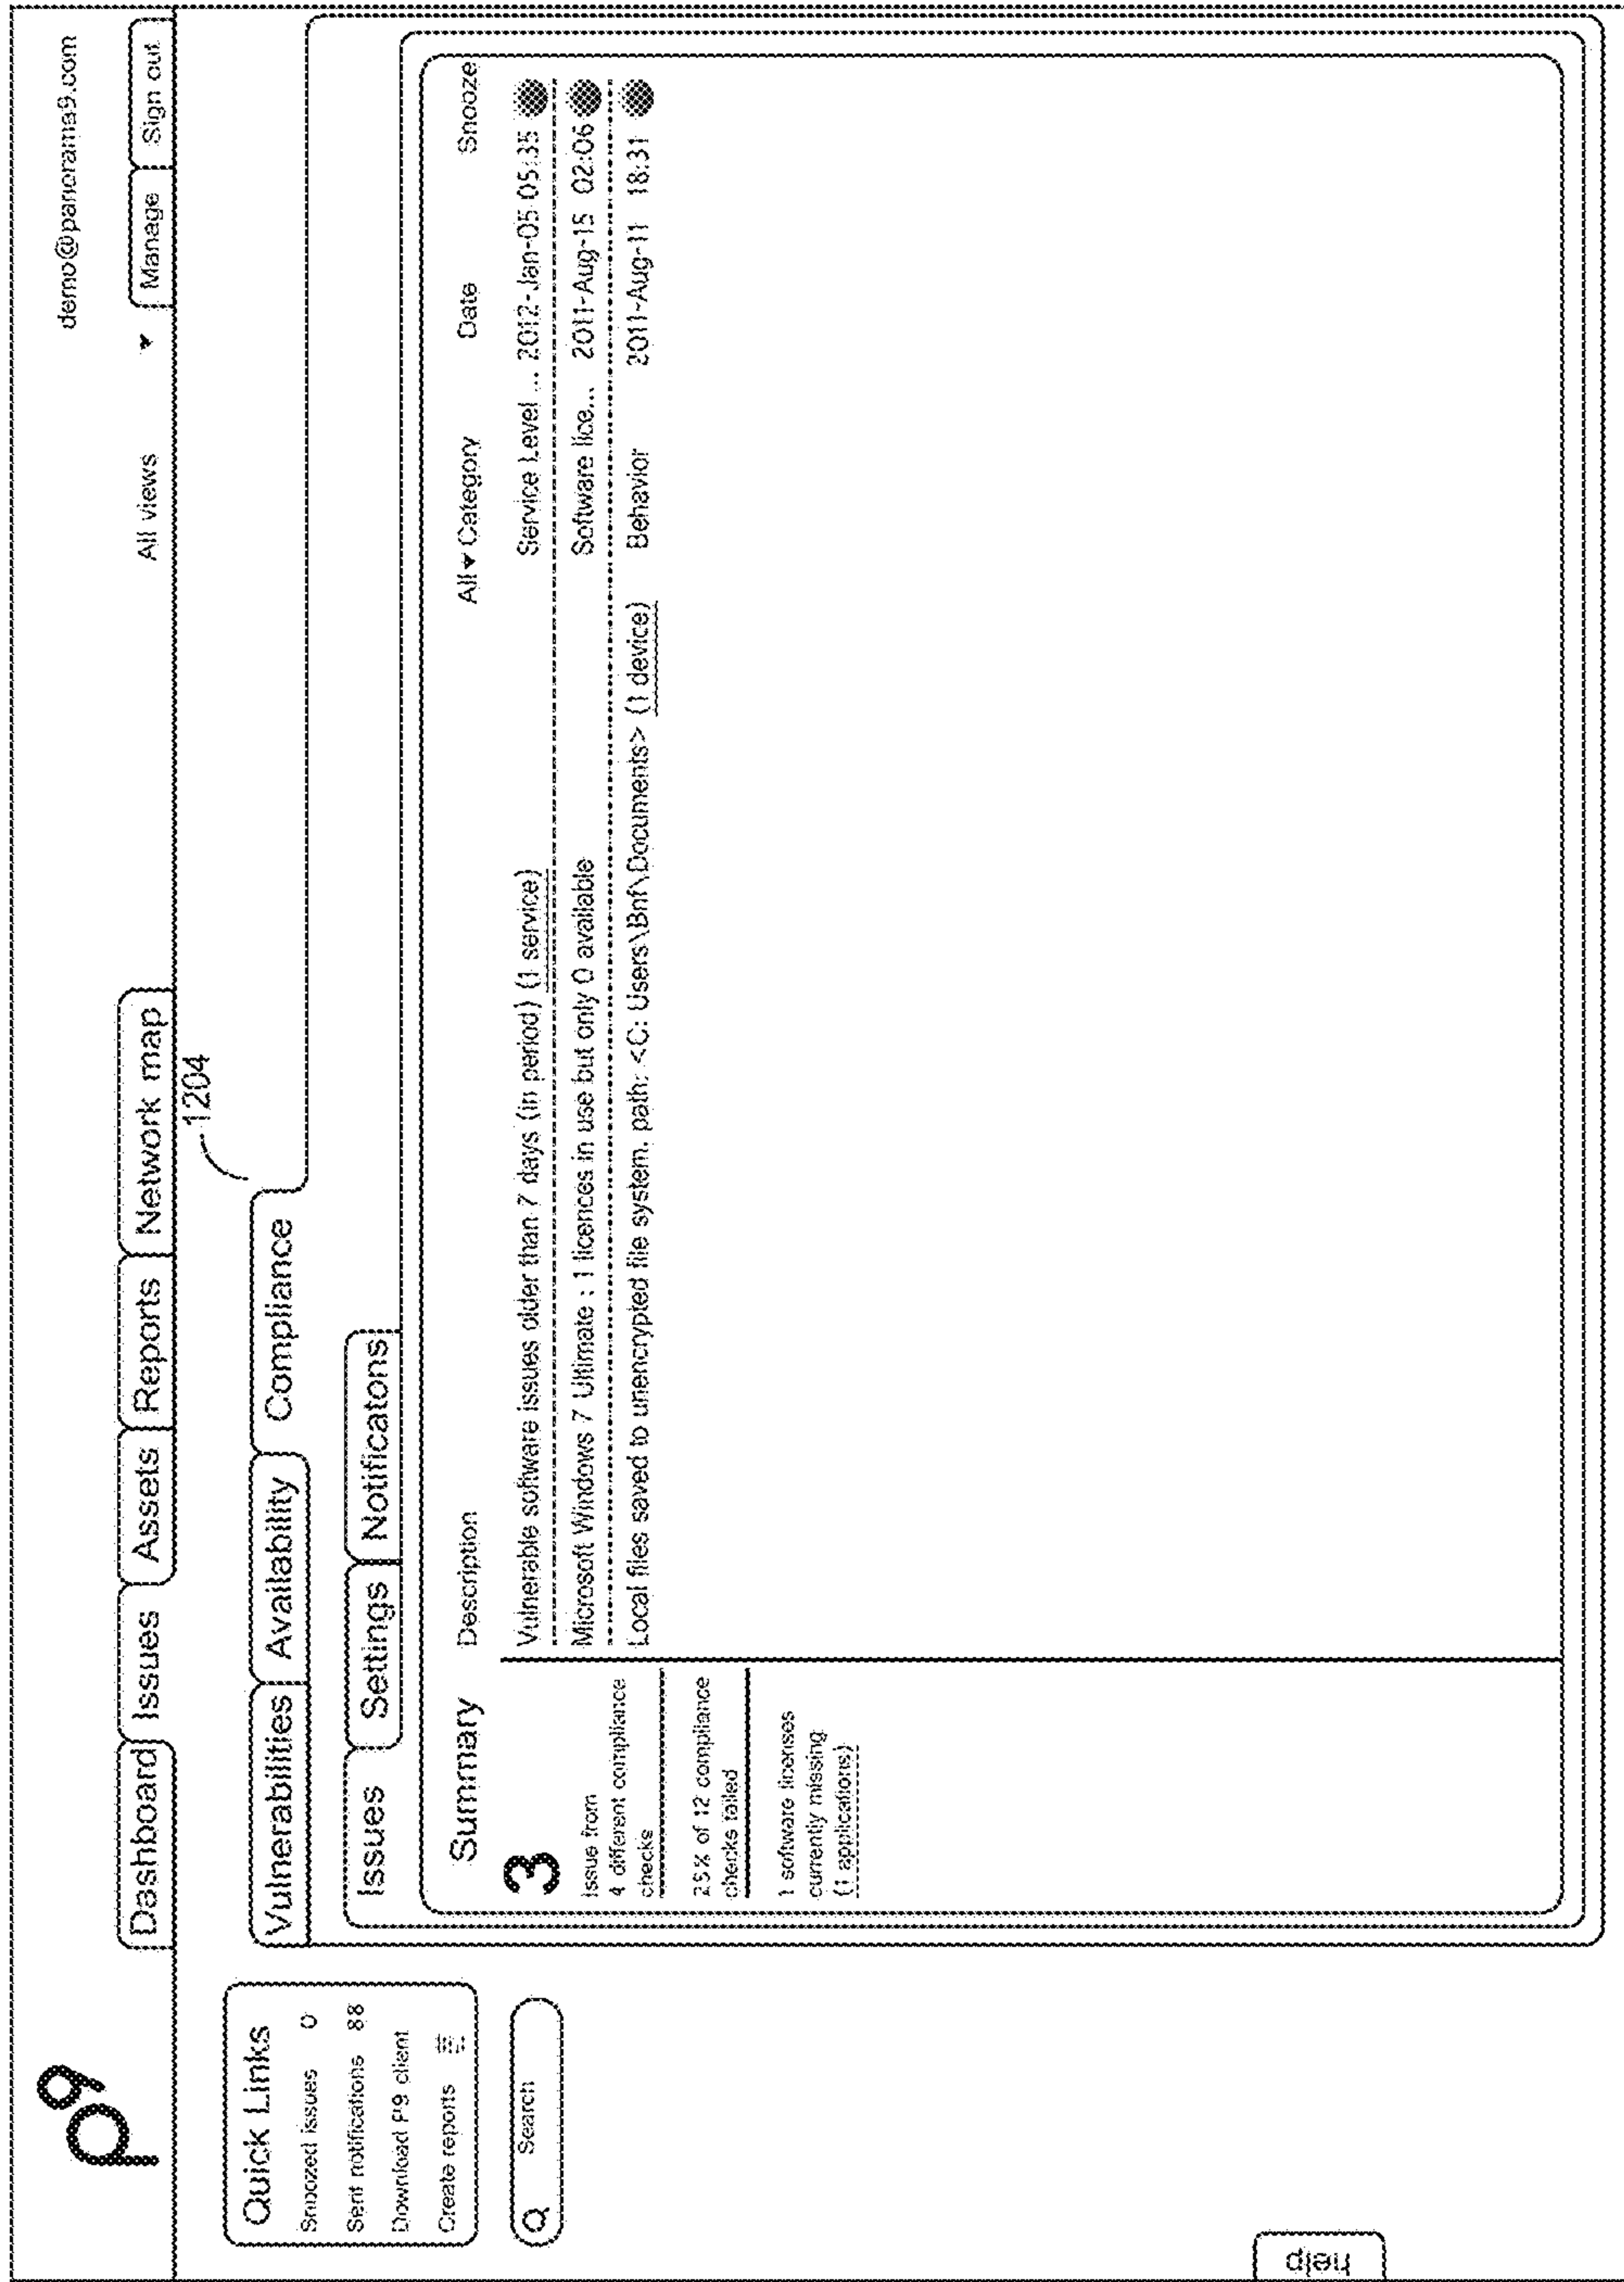 demo@panorama9.com
p9
Dashboard Issues Assets Reports Network map All views Manage Sign out
1204
Quick Links
Snoozed issues 0
Sent notifications 88
Download P9 client
Create reports
Search
help
Vulnerabilities Availability Compliance
Issues Settings Notificatons
Summary
3
Issue from
4 different compliance
checks
25% of 12 compliance
checks failed
1 software licenses
currently missing
(1 applications)
Description All Category Date Snooze
Vulnerable software issues older than 7 days (in period) (1 service) Service Level ... 2012-Jan-05 05:35
Microsoft Windows 7 Ultimate : 1 licences in use but only 0 available Software lice... 2011-Aug-15 02:06
Local files saved to unencrypted file system. path: <C: Users\Bnf\Documents> (1 device) Behavior 2011-Aug-11 18:31